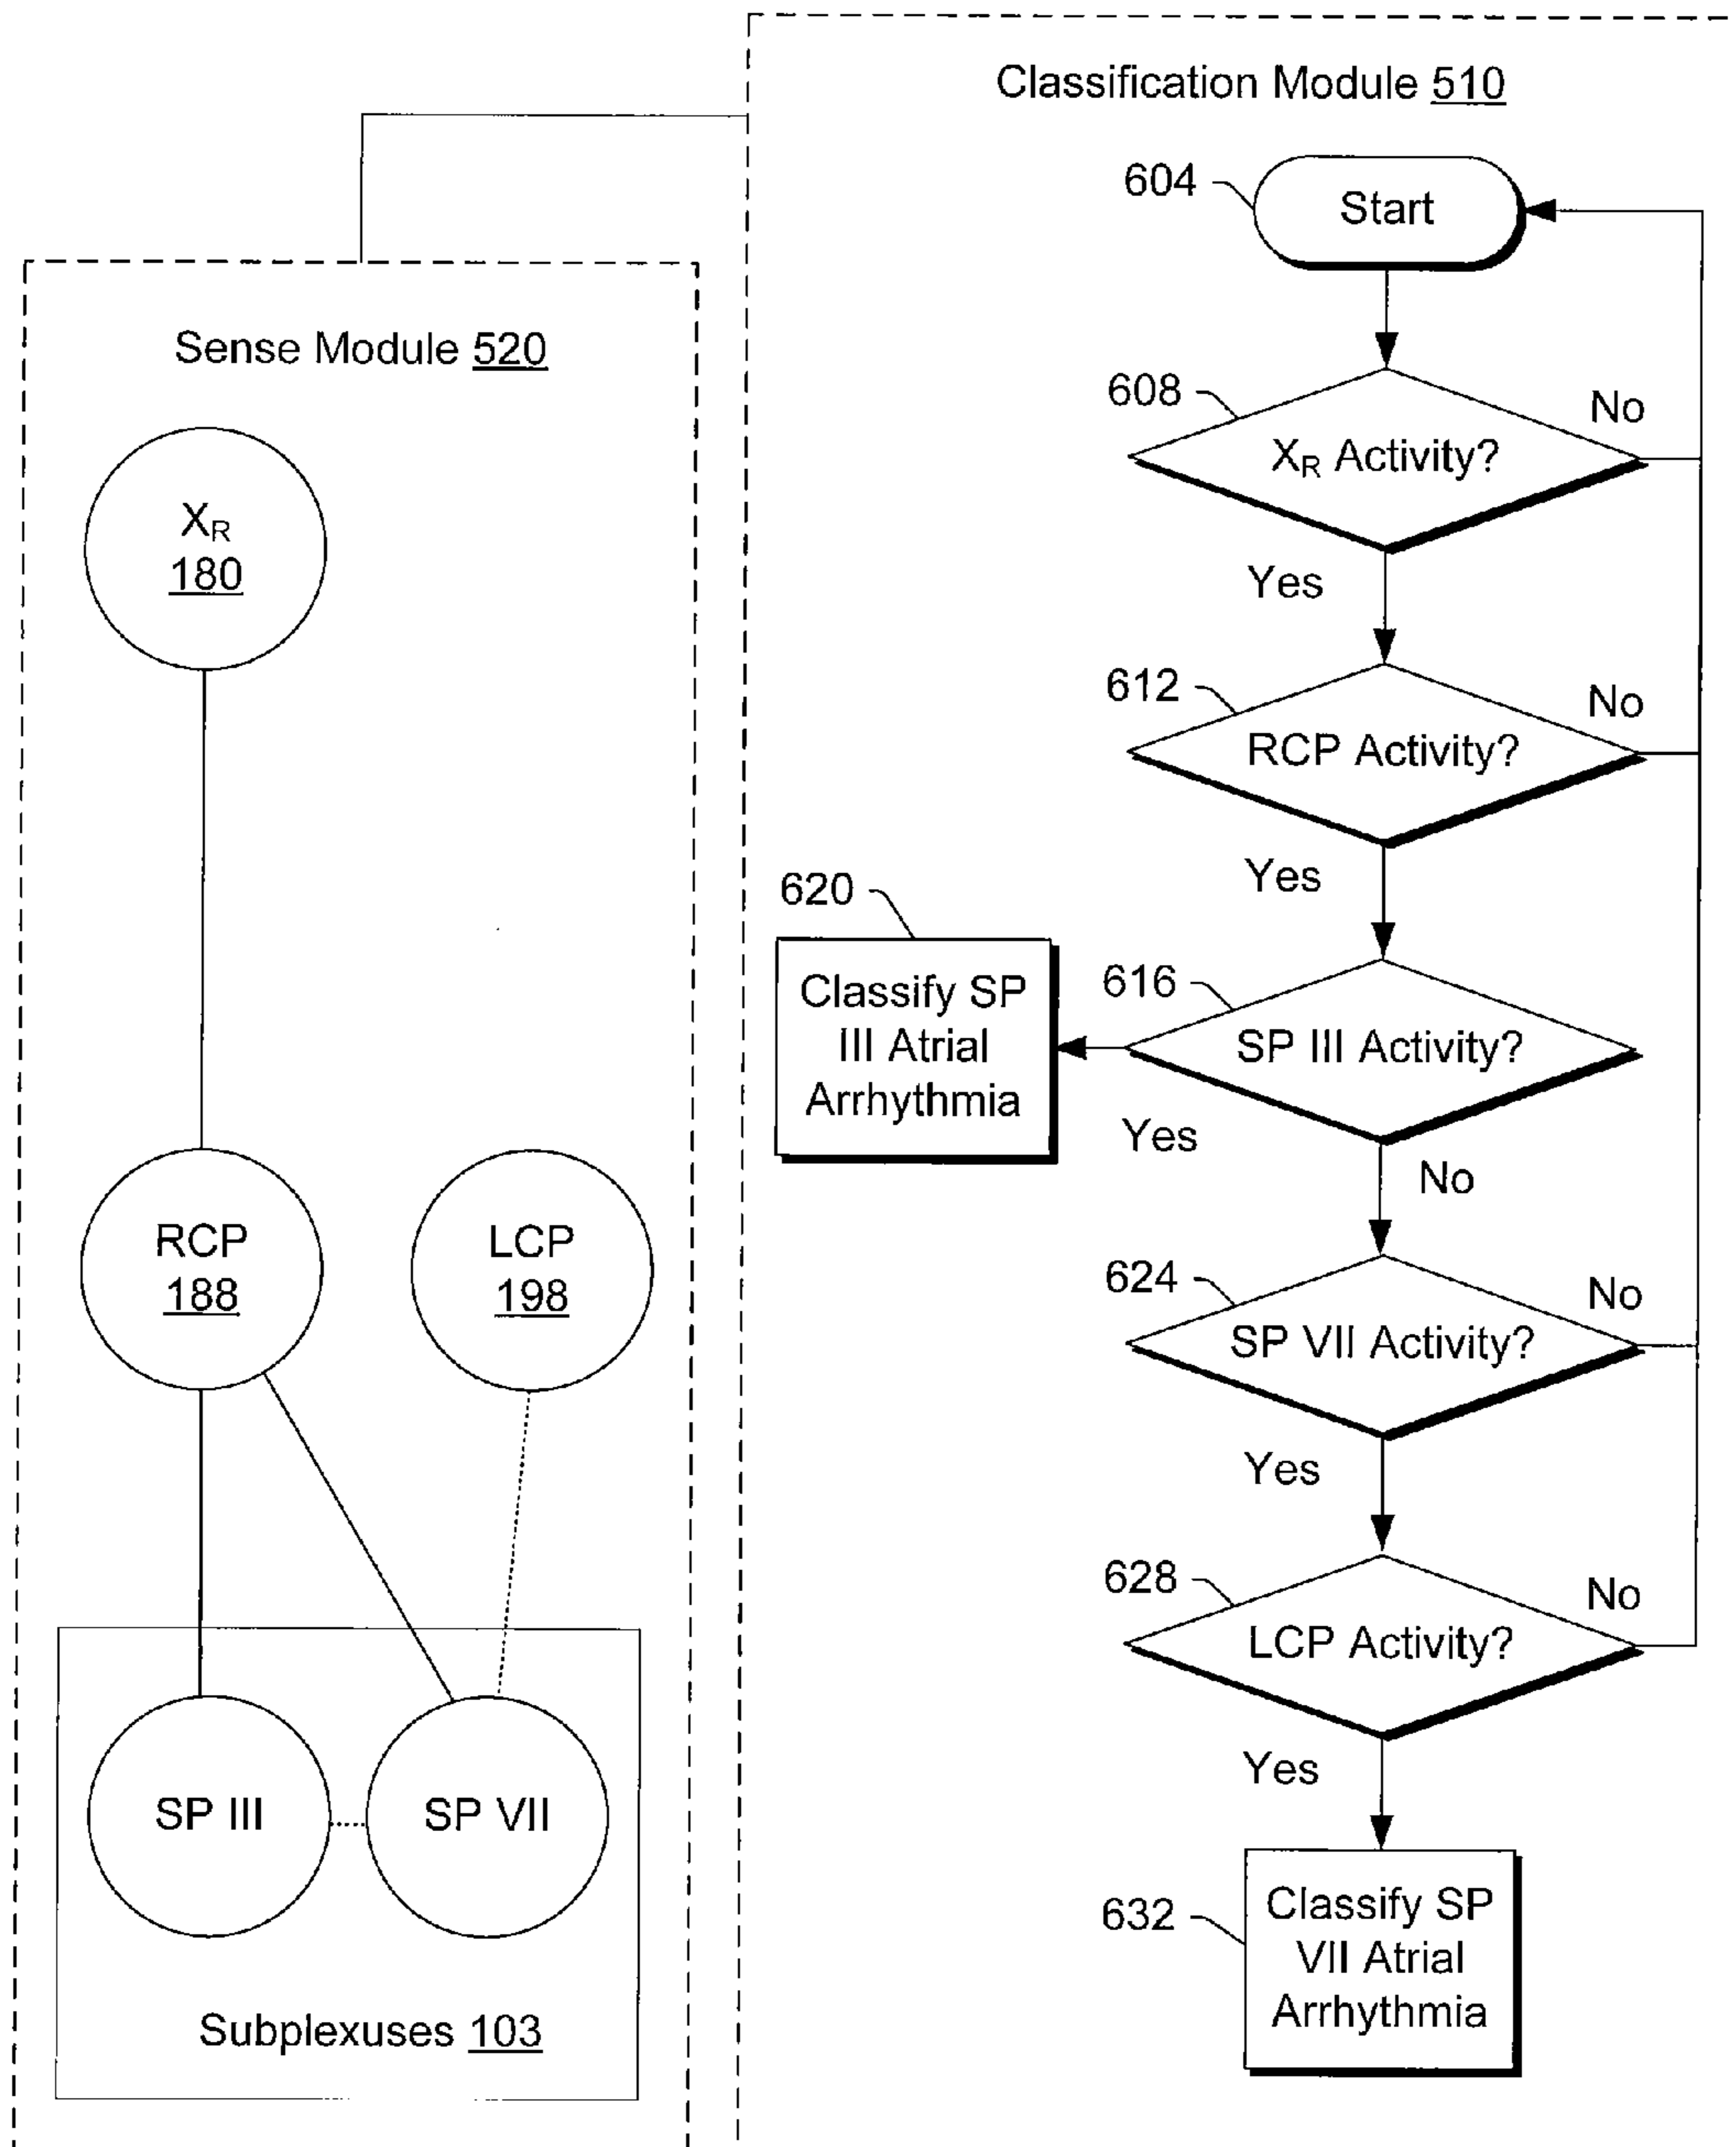 Classification Module 510
604
Start
Sense Module 520
608
No
XR Activity?
XR
180
Yes
612
No
RCP Activity?
Yes
620
Classify SP
III Atrial
Arrhythmia
616
SP III Activity?
Yes
No
RCP
188
LCP
198
624
No
SP VII Activity?
Yes
628
No
LCP Activity?
Yes
SP III
SP VII
632
Classify SP
VII Atrial
Arrhythmia
Subplexuses 103